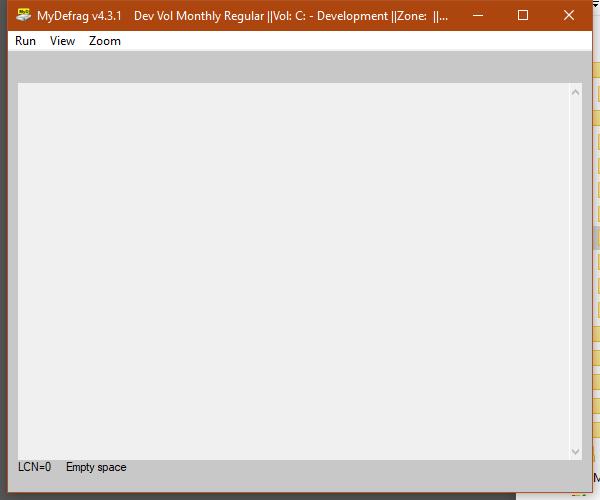 MyDefrag v4.3.1 Dev Vol Monthly Regular ||Vol: C: - Development ||Zone: ||...
Run View Zoom
LCN=0 Empty space